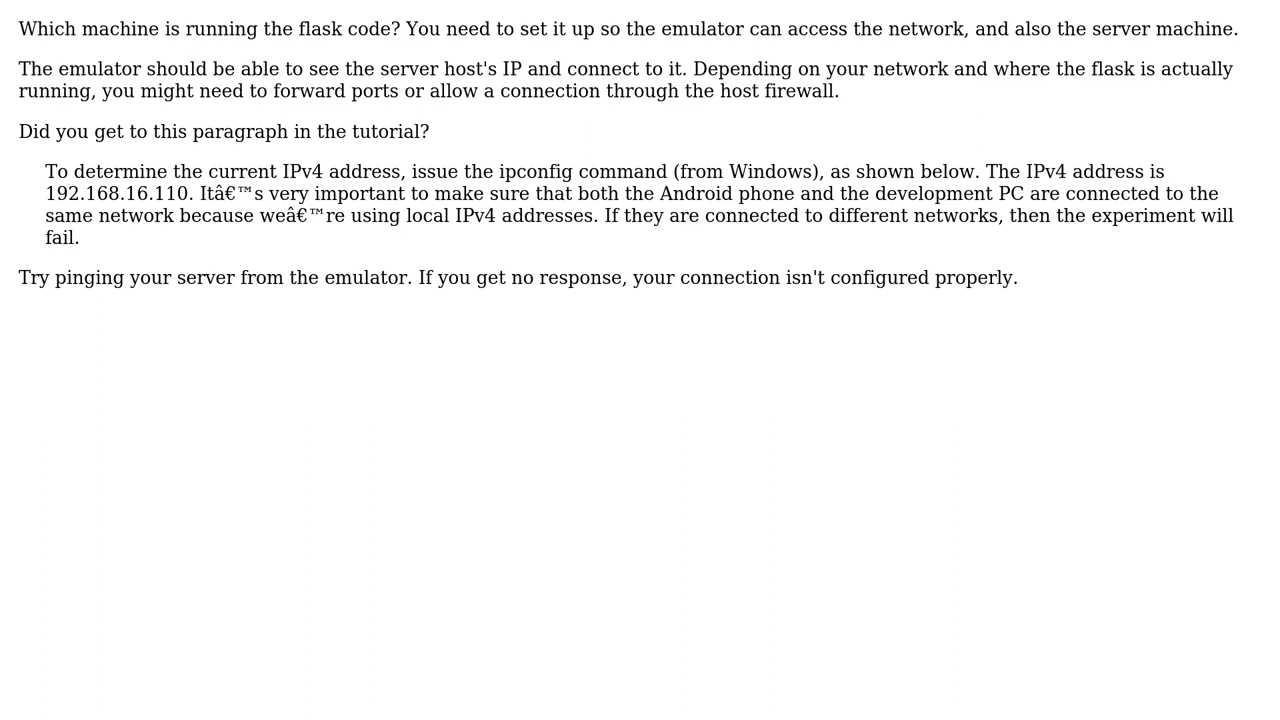 Which machine is running the flask code? You need to set it up so the emulator can access the network, and also the server machine.
The emulator should be able to see the server host's IP and connect to it. Depending on your network and where the flask is actually
running, you might need to forward ports or allow a connection through the host firewall.
Did you get to this paragraph in the tutorial?
To determine the current IPv4 address, issue the ipconfig command (from Windows), as shown below. The IPv4 address is
192.168.16.110. Itâ€™s very important to make sure that both the Android phone and the development PC are connected to the
same network because weâ€™re using local IPv4 addresses. If they are connected to different networks, then the experiment will
fail.
Try pinging your server from the emulator. If you get no response, your connection isn't configured properly.